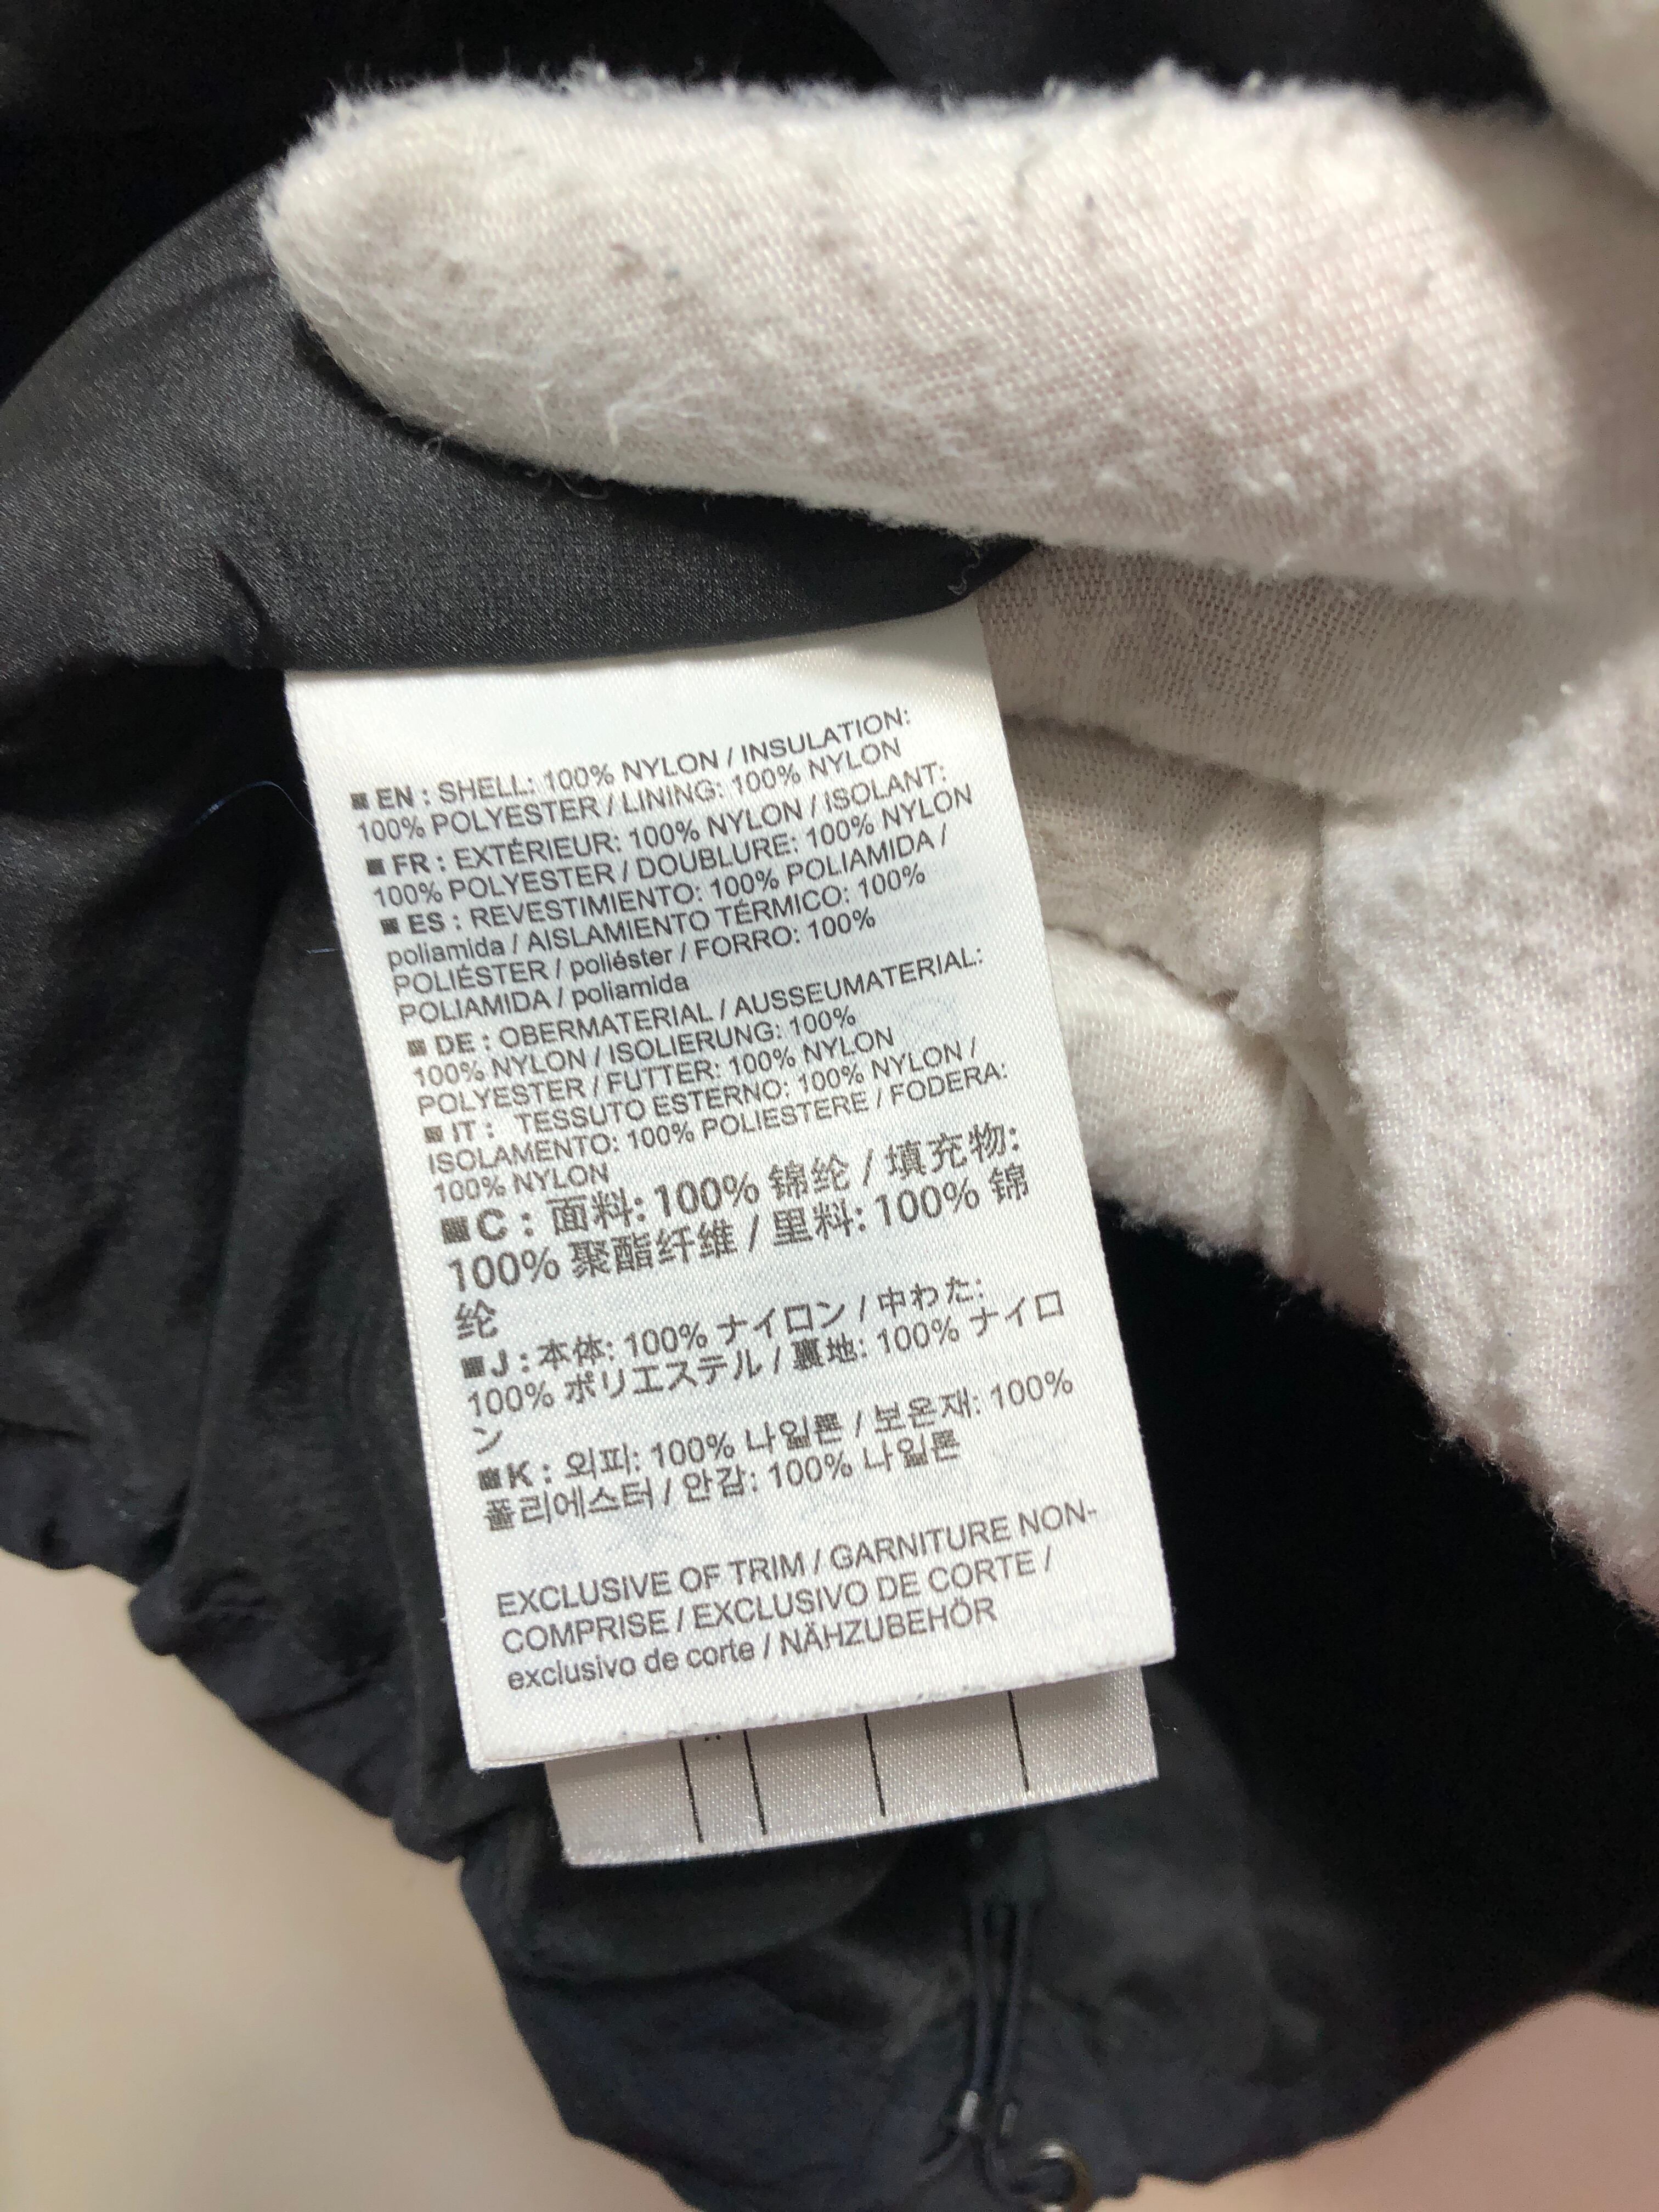 ■ EN : SHELL: 100% NYLON / INSULATION:
100% POLYESTER / LINING: 100% NYLON
■ FR : EXTÉRIEUR: 100% NYLON / ISOLANT:
100% POLYESTER / DOUBLURE: 100% NYLON
■ ES : REVESTIMIENTO: 100% POLIAMIDA /
poliamida / AISLAMIENTO TÉRMICO: 100%
POLIÉSTER / poliéster / FORRO: 100%
POLIAMIDA / poliamida
■ DE : OBERMATERIAL / AUSSEUMATERIAL:
100% NYLON / ISOLIERUNG: 100%
POLYESTER / FUTTER: 100% NYLON
■ IT : TESSUTO ESTERNO: 100% NYLON /
ISOLAMENTO: 100% POLIESTERE / FODERA:
100% NYLON
■C : 面料: 100% 锦纶 / 填充物:
100% 聚酯纤维 / 里料: 100% 锦
纶
■J : 本体: 100% ナイロン / 中わた:
100% ポリエステル / 裏地: 100% ナイロ
ン
■K : 외피: 100% 나일론 / 보온재: 100%
폴리에스터 / 안감: 100% 나일론
EXCLUSIVE OF TRIM / GARNITURE NON-
COMPRISE / EXCLUSIVO DE CORTE /
exclusivo de corte / NÄHZUBEHÖR